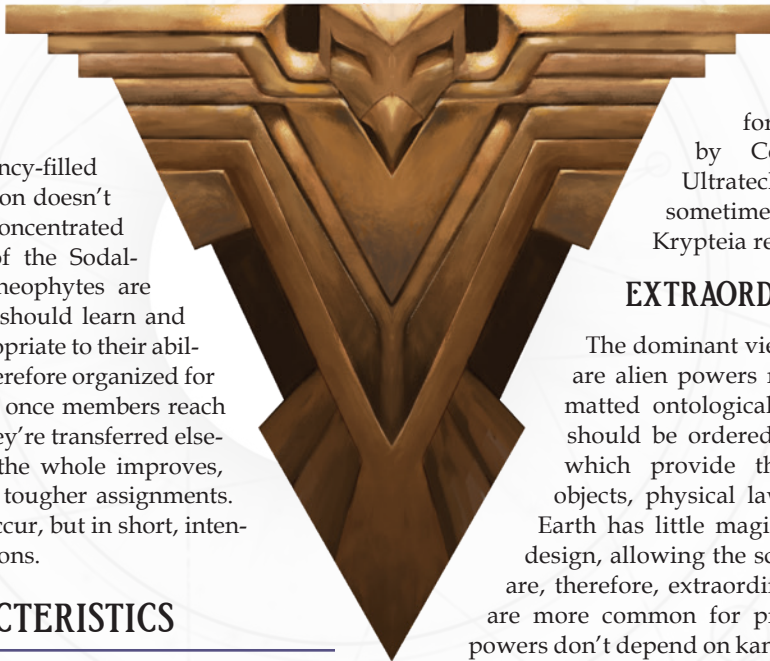 ncy-filled
on doesn't
oncentrated
of the Sodal-
neophytes are
should learn and
opriate to their abil-
erefore organized for
once members reach
ey're transferred else-
the whole improves,
tougher assignments.
ccur, but in short, inten-
ons.
CTERISTICS
for
by Co
Ultratech
sometime
Krypteia re
EXTRAORD
The dominant vie
are alien powers r
matted ontological
should be ordered
which provide th
objects, physical lav
Earth has little magi
design, allowing the sc
are, therefore, extraordir
are more common for pr
powers don't depend on kar